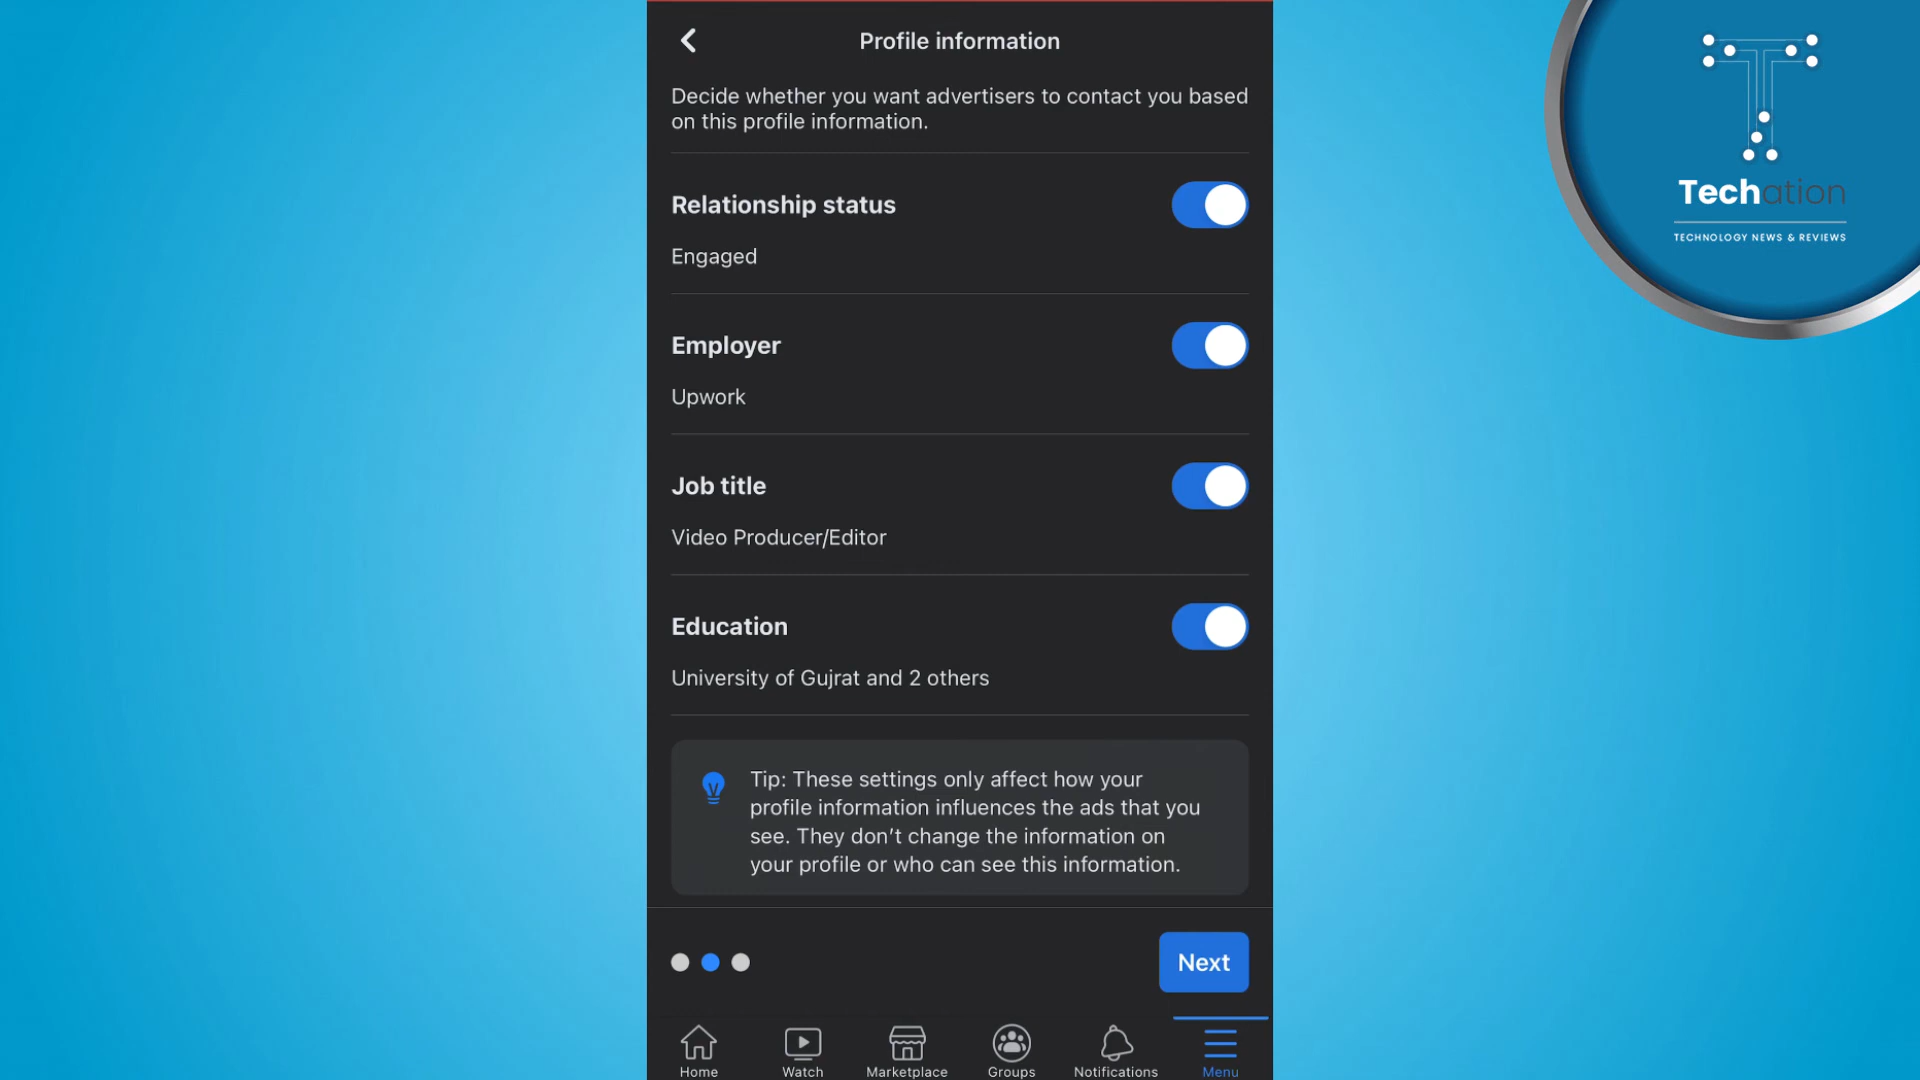 Profile information
Decide whether you want advertisers to contact you based
on this profile information.
Relationship status
Engaged
Employer
Upwork
Job title
Video Producer/Editor
Education
University of Gujrat and 2 others
Tip: These settings only affect how your
profile information influences the ads that you
see. They don’t change the information on
your profile or who can see this information.
Next
Home
Watch
Marketplace
Groups
Notifications
Menu
Techation
TECHNOLOGY NEWS & REVIEWS